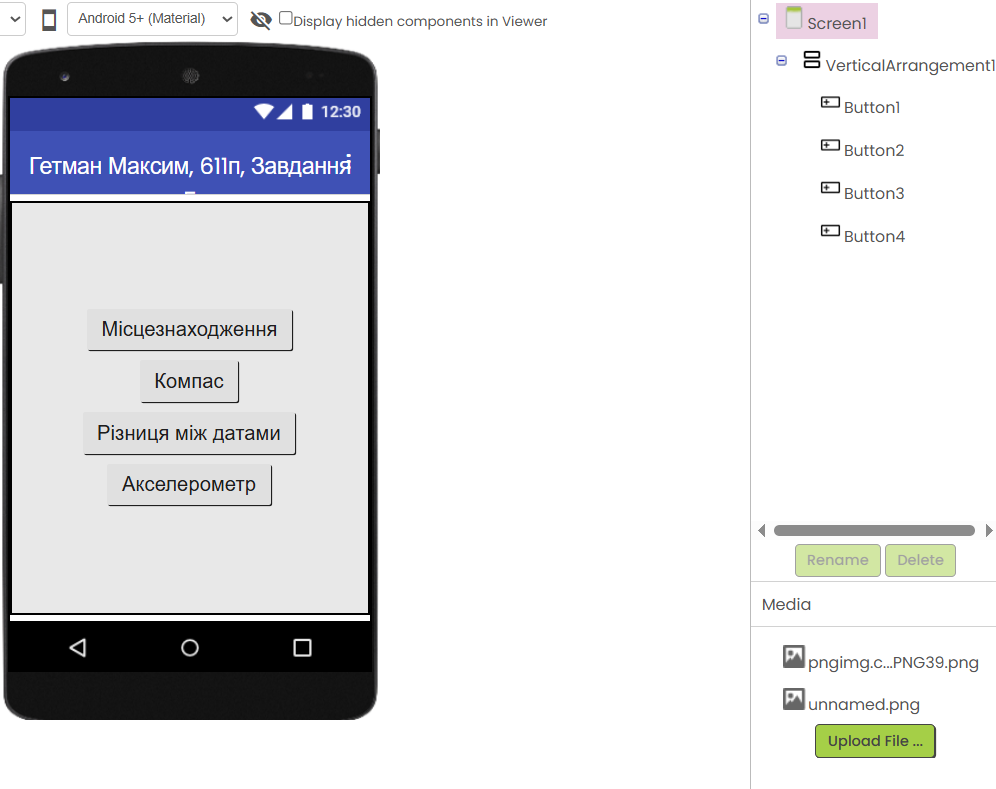 Android 5+ (Material)
Display hidden components in Viewer
12:30
Гетман Максим, 611п, Завдання
Місцезнаходження
Компас
Різниця між датами
Акселерометр
Screen1
VerticalArrangement1
Button1
Button2
Button3
Button4
Rename
Delete
Media
pngimg.c...PNG39.png
unnamed.png
Upload File ...